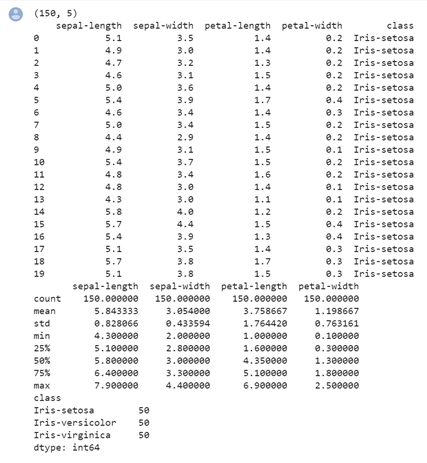 (150, 5)
sepal-length sepal-width petal-length petal-width class
0 5.1 3.5 1.4 0.2 Iris-setosa
1 4.9 3.0 1.4 0.2 Iris-setosa
2 4.7 3.2 1.3 0.2 Iris-setosa
3 4.6 3.1 1.5 0.2 Iris-setosa
4 5.0 3.6 1.4 0.2 Iris-setosa
5 5.4 3.9 1.7 0.4 Iris-setosa
6 4.6 3.4 1.4 0.3 Iris-setosa
7 5.0 3.4 1.5 0.2 Iris-setosa
8 4.4 2.9 1.4 0.2 Iris-setosa
9 4.9 3.1 1.5 0.1 Iris-setosa
10 5.4 3.7 1.5 0.2 Iris-setosa
11 4.8 3.4 1.6 0.2 Iris-setosa
12 4.8 3.0 1.4 0.1 Iris-setosa
13 4.3 3.0 1.1 0.1 Iris-setosa
14 5.8 4.0 1.2 0.2 Iris-setosa
15 5.7 4.4 1.5 0.4 Iris-setosa
16 5.4 3.9 1.3 0.4 Iris-setosa
17 5.1 3.5 1.4 0.3 Iris-setosa
18 5.7 3.8 1.7 0.3 Iris-setosa
19 5.1 3.8 1.5 0.3 Iris-setosa
sepal-length sepal-width petal-length petal-width
count 150.000000 150.000000 150.000000 150.000000
mean 5.843333 3.054000 3.758667 1.198667
std 0.828066 0.433594 1.764420 0.763161
min 4.300000 2.000000 1.000000 0.100000
25% 5.100000 2.800000 1.600000 0.300000
50% 5.800000 3.000000 4.350000 1.300000
75% 6.400000 3.300000 5.100000 1.800000
max 7.900000 4.400000 6.900000 2.500000
class
Iris-setosa 50
Iris-versicolor 50
Iris-virginica 50
dtype: int64